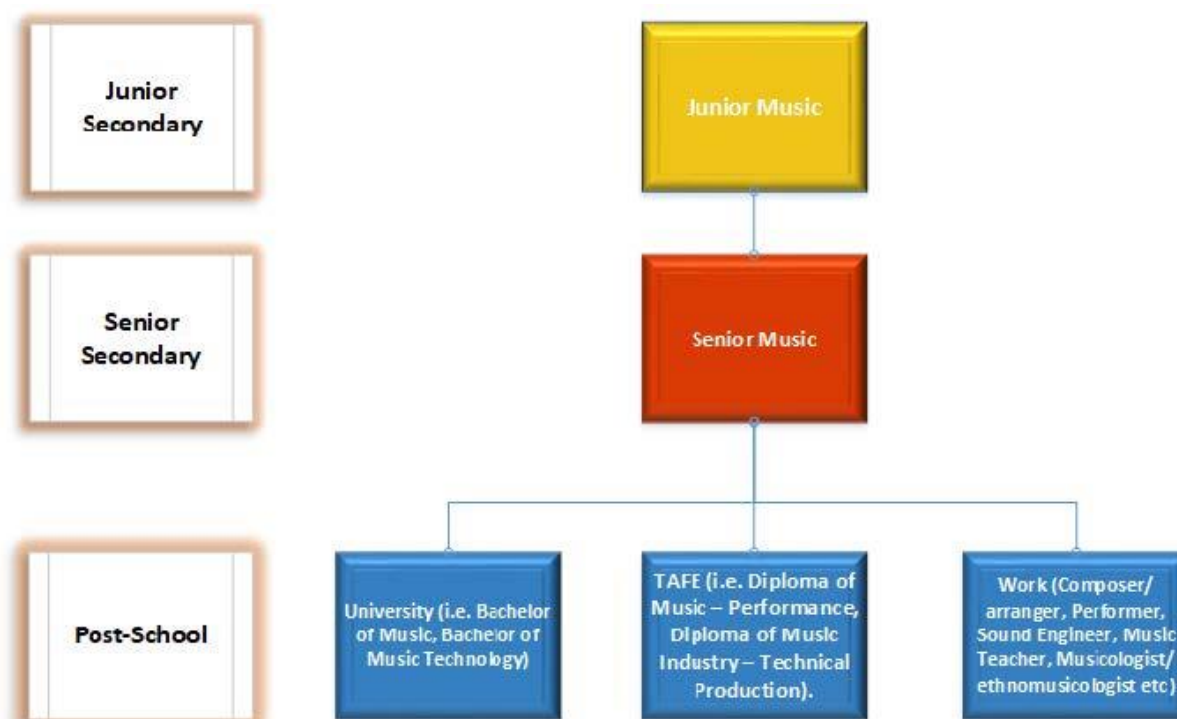 Junior
Secondary
Junior Music
Senior
Secondary
Senior Music
Post-School
University (i.e. Bachelor
of Music, Bachelor of
Music Technology)
TAFE (i.e. Diploma of
Music – Performance,
Diploma of Music
Industry – Technical
Production).
Work (Composer/
arranger, Performer,
Sound Engineer, Music
Teacher, Musicologist/
ethnomusicologist etc)